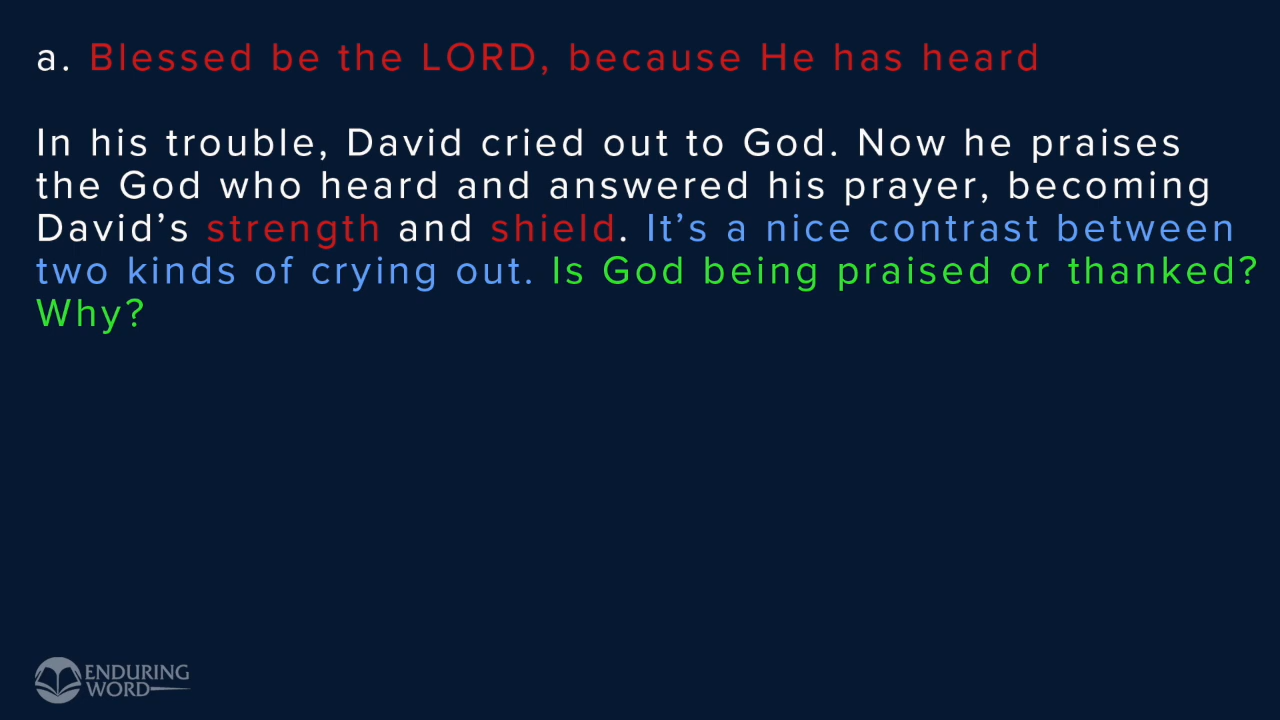 a. Blessed be the LORD, because He has heard
In his trouble, David cried out to God. Now he praises
the God who heard and answered his prayer, becoming
David’s strength and shield. It’s a nice contrast between
two kinds of crying out. Is God being praised or thanked?
Why?
ENDURING
WORD